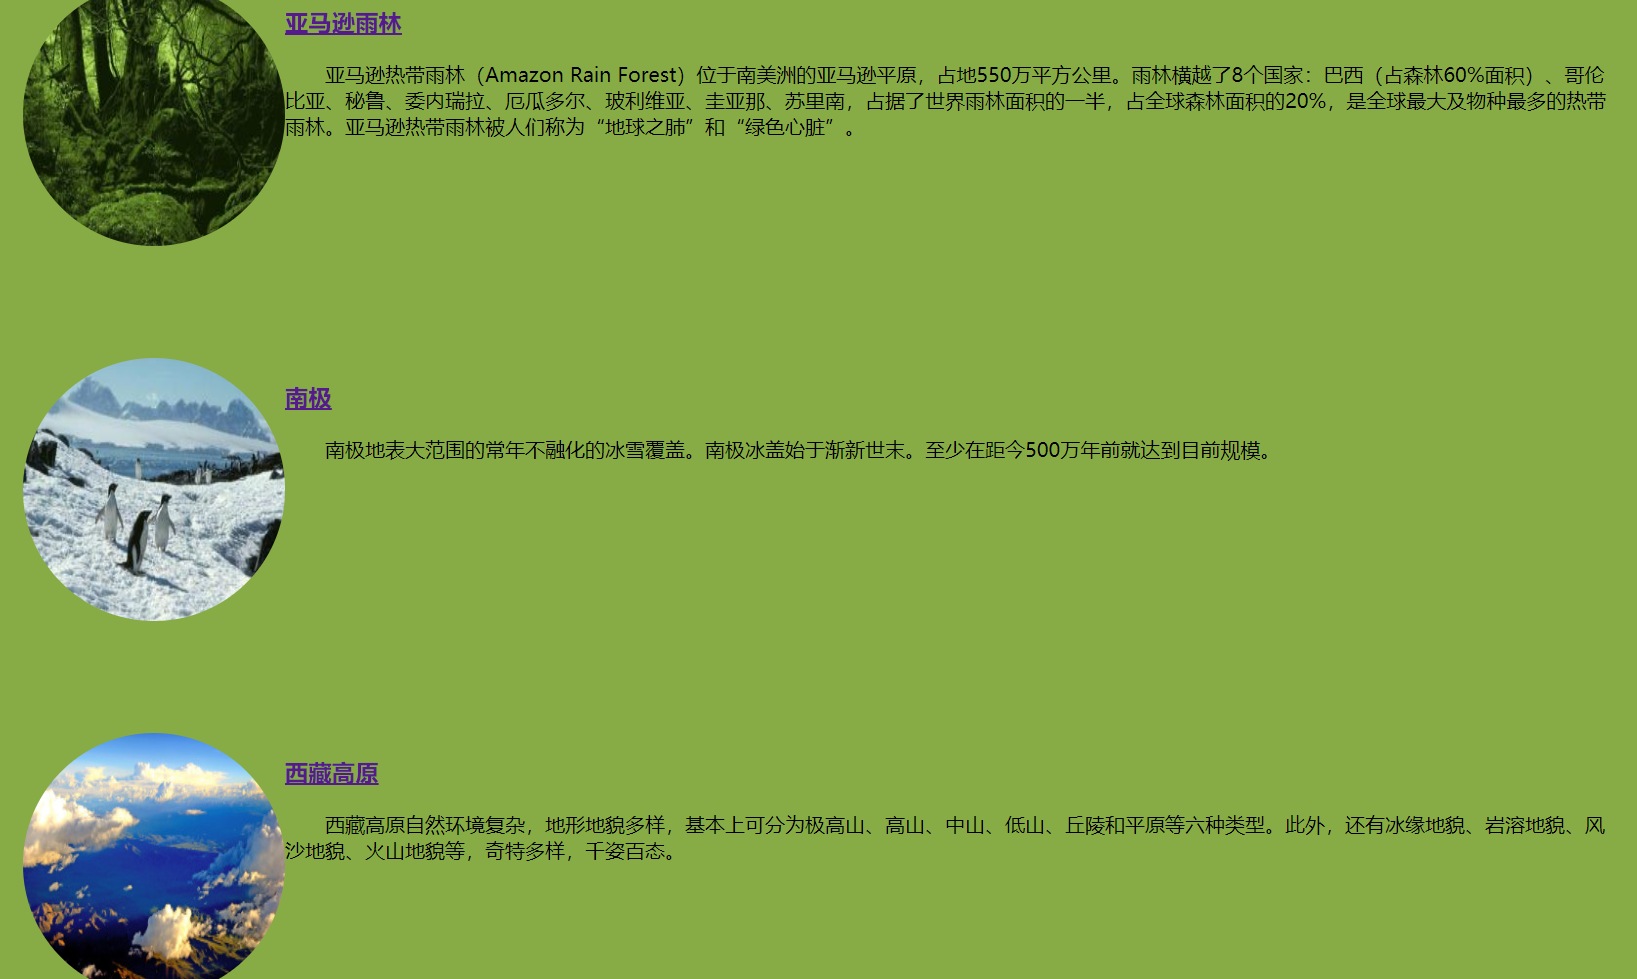 亚马逊雨林
亚马逊热带雨林（Amazon Rain Forest）位于南美洲的亚马逊平原，占地550万平方公里。雨林横越了8个国家：巴西（占森林60%面积）、哥伦
比亚、秘鲁、委内瑞拉、厄瓜多尔、玻利维亚、圭亚那、苏里南，占据了世界雨林面积的一半，占全球森林面积的20%，是全球最大及物种最多的热带
雨林。亚马逊热带雨林被人们称为“地球之肺”和“绿色心脏”。
南极
南极地表大范围的常年不融化的冰雪覆盖。南极冰盖始于渐新世末。至少在距今500万年前就达到目前规模。
西藏高原
西藏高原自然环境复杂，地形地貌多样，基本上可分为极高山、高山、中山、低山、丘陵和平原等六种类型。此外，还有冰缘地貌、岩溶地貌、风
沙地貌、火山地貌等，奇特多样，千姿百态。